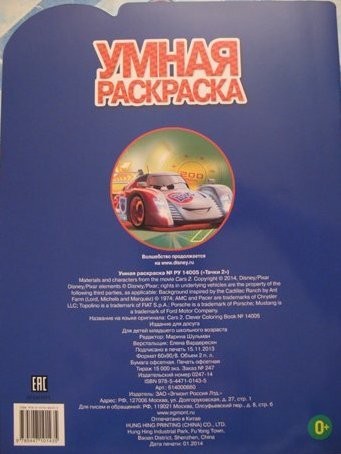 УМНАЯ
РАСКРАСКА
200
Волшебство продолжается
на www.disney.ru
Умная раскраска № РУ 14005 («Тачки 2»)
Materials and characters from the movie Cars 2. Copyright © 2014, Disney/Pixar
Disney/Pixar elements © Disney/Pixar; rights in underlying vehicles are the property of the
following third parties, as applicable: Background inspired by the Cadillac Ranch by Ant
Farm (Lord, Michels and Marquez) © 1974; AMC and Pacer are trademarks of Chrysler
LLC; Topolino is a trademark of FIAT S.p.A.; Porsche is a trademark of Porsche; Mustang is
a trademark of Ford Motor Company.
Название на языке оригинала: Cars 2. Clever Coloring Book № 14005
Издание для досуга
Для детей младшего школьного возраста
Редактор: Марина Шульман
Верстальщик: Елена
Подписано в печать 15.11.2013
Формат 60×90/8. Объем 2 п. л.
Бумага офсетная. Печать офсетная
Тираж 15 000 экз. Заказ № 247
Издательский номер 0247-14
ISBN 978-5-4471-0143-5
Арт. 614000680
Издатель: ЗАО «Эгмонт Россия Лтд.»
Адрес: РФ, 127006, Москва, ул. Долгоруковская, д. 27, стр. 1
Для писем и обращений: РФ, 119021 Москва, Олсуфьевский пер., д. 8, стр. 6
www.egmont.ru
Отпечатано в Китае
HUNG HING PRINTING (CHINA) CO., LTD.
Hung Hing Industrial Park, Fu Yong Town,
Baoan District, Shenzhen, China
Дата печати: 01.2014
EAC
9 785447 101435
0+